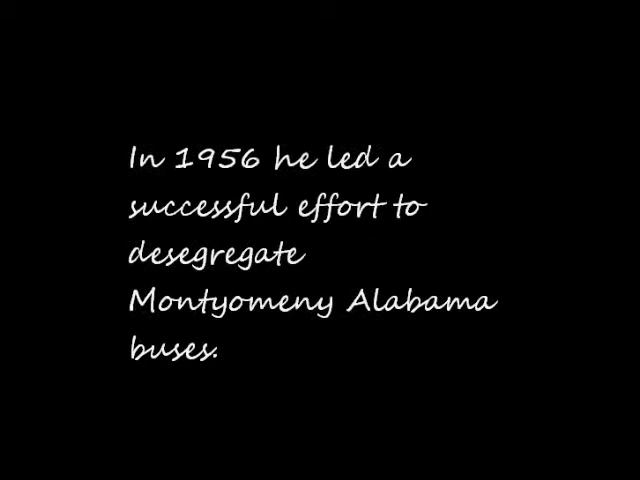 In 1956 he led a
successful effort to
desegregate
Montyomeny Alabama
buses.